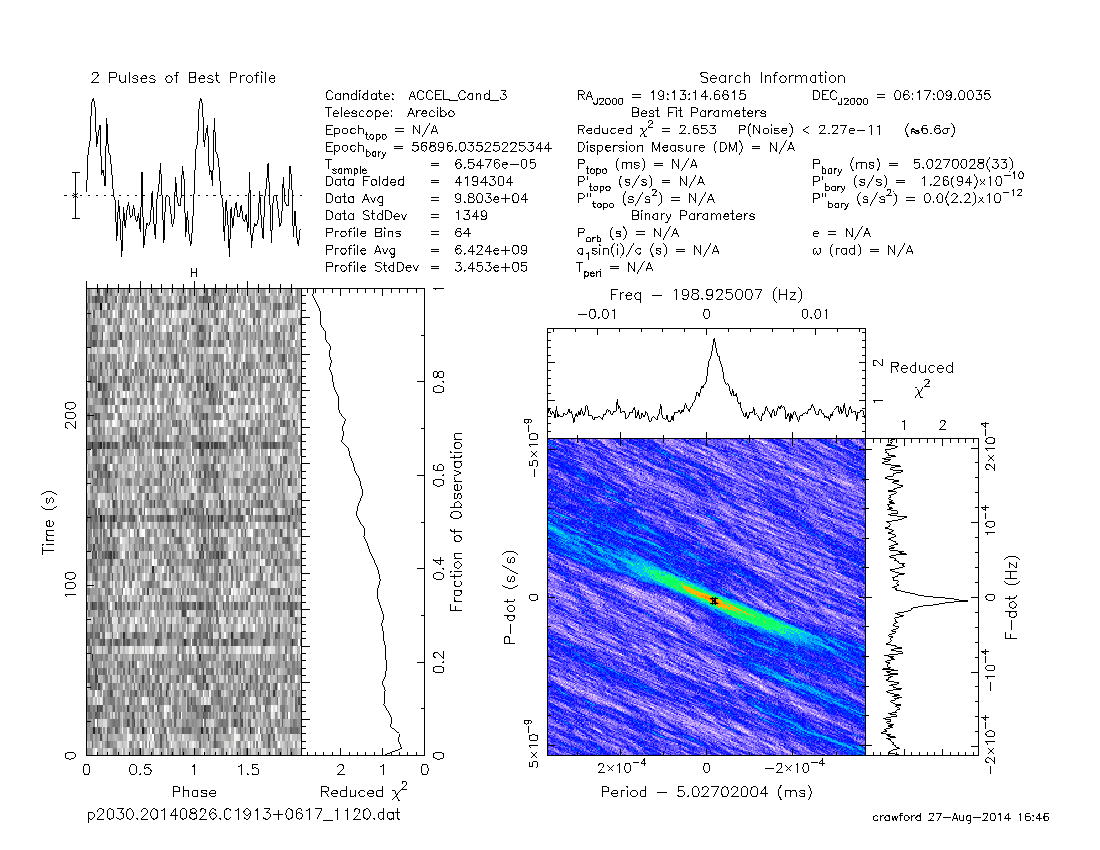 2 Pulses of Best Profile
Search Information
Candidate: ACCEL_Cand_3
RA_J2000 = 19:13:14.6615 DEC_J2000 = 06:17:09.0035
Telescope: Arecibo
Best Fit Parameters
Epoch_topo = N/A
Reduced χ² = 2.653 P(Noise) < 2.27e-11 (≈6.6σ)
Epoch_bary = 56896.03525225344
Dispersion Measure (DM) = N/A
T_sample = 6.5476e-05
P_topo (ms) = N/A P_bary (ms) = 5.0270028(33)
Data Folded = 4194304
P'_topo (s/s) = N/A P'_bary (s/s) = 1.26(94)×10⁻¹⁰
Data Avg = 9.803e+04
P''_topo (s/s²) = N/A P''_bary (s/s²) = 0.0(2.2)×10⁻¹²
Data StdDev = 1349
Binary Parameters
Profile Bins = 64
P_orb (s) = N/A e = N/A
Profile Avg = 6.424e+09
a₁sin(i)/c (s) = N/A ω (rad) = N/A
Profile StdDev = 3.453e+05
T_peri = N/A
Freq - 198.925007 (Hz)
-0.01 0 0.01
1 2
Reduced
χ²
1 2
0 100 200
Time (s)
0 0.5 1 1.5
Phase
2 1 0
Reduced χ²
0 0.2 0.4 0.6 0.8 1
Fraction of Observation
-5×10⁻⁹ 0 5×10⁻⁹
P-dot (s/s)
2×10⁻⁴ 0 -2×10⁻⁴
Period - 5.02702004 (ms)
2×10⁻⁴ 10⁻⁴ 0 -10⁻⁴ -2×10⁻⁴
F-dot (Hz)
p2030.20140826.C1913+0617_1120.dat
crawford 27-Aug-2014 16:46